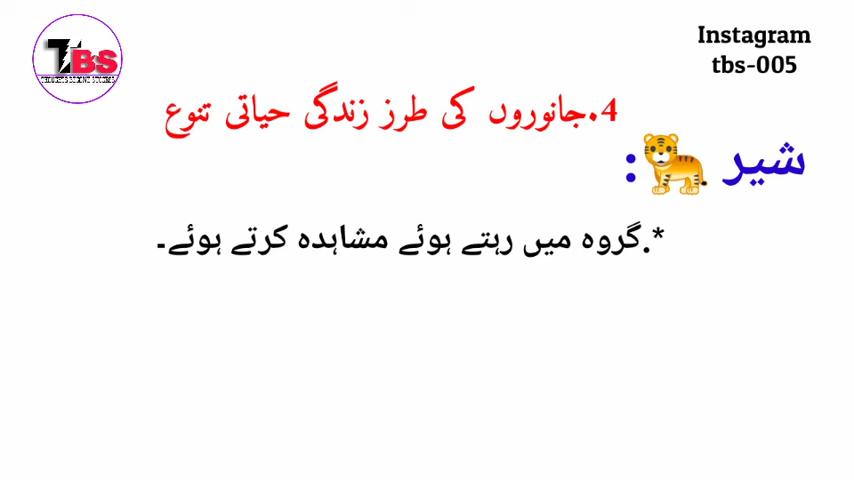 TBS
Instagram
tbs-005
4.جانوروں کی طرز زندگی حیاتی تنوع
شیر :
*.گروہ میں رہتے ہوئے مشاہدہ کرتے ہوئے۔